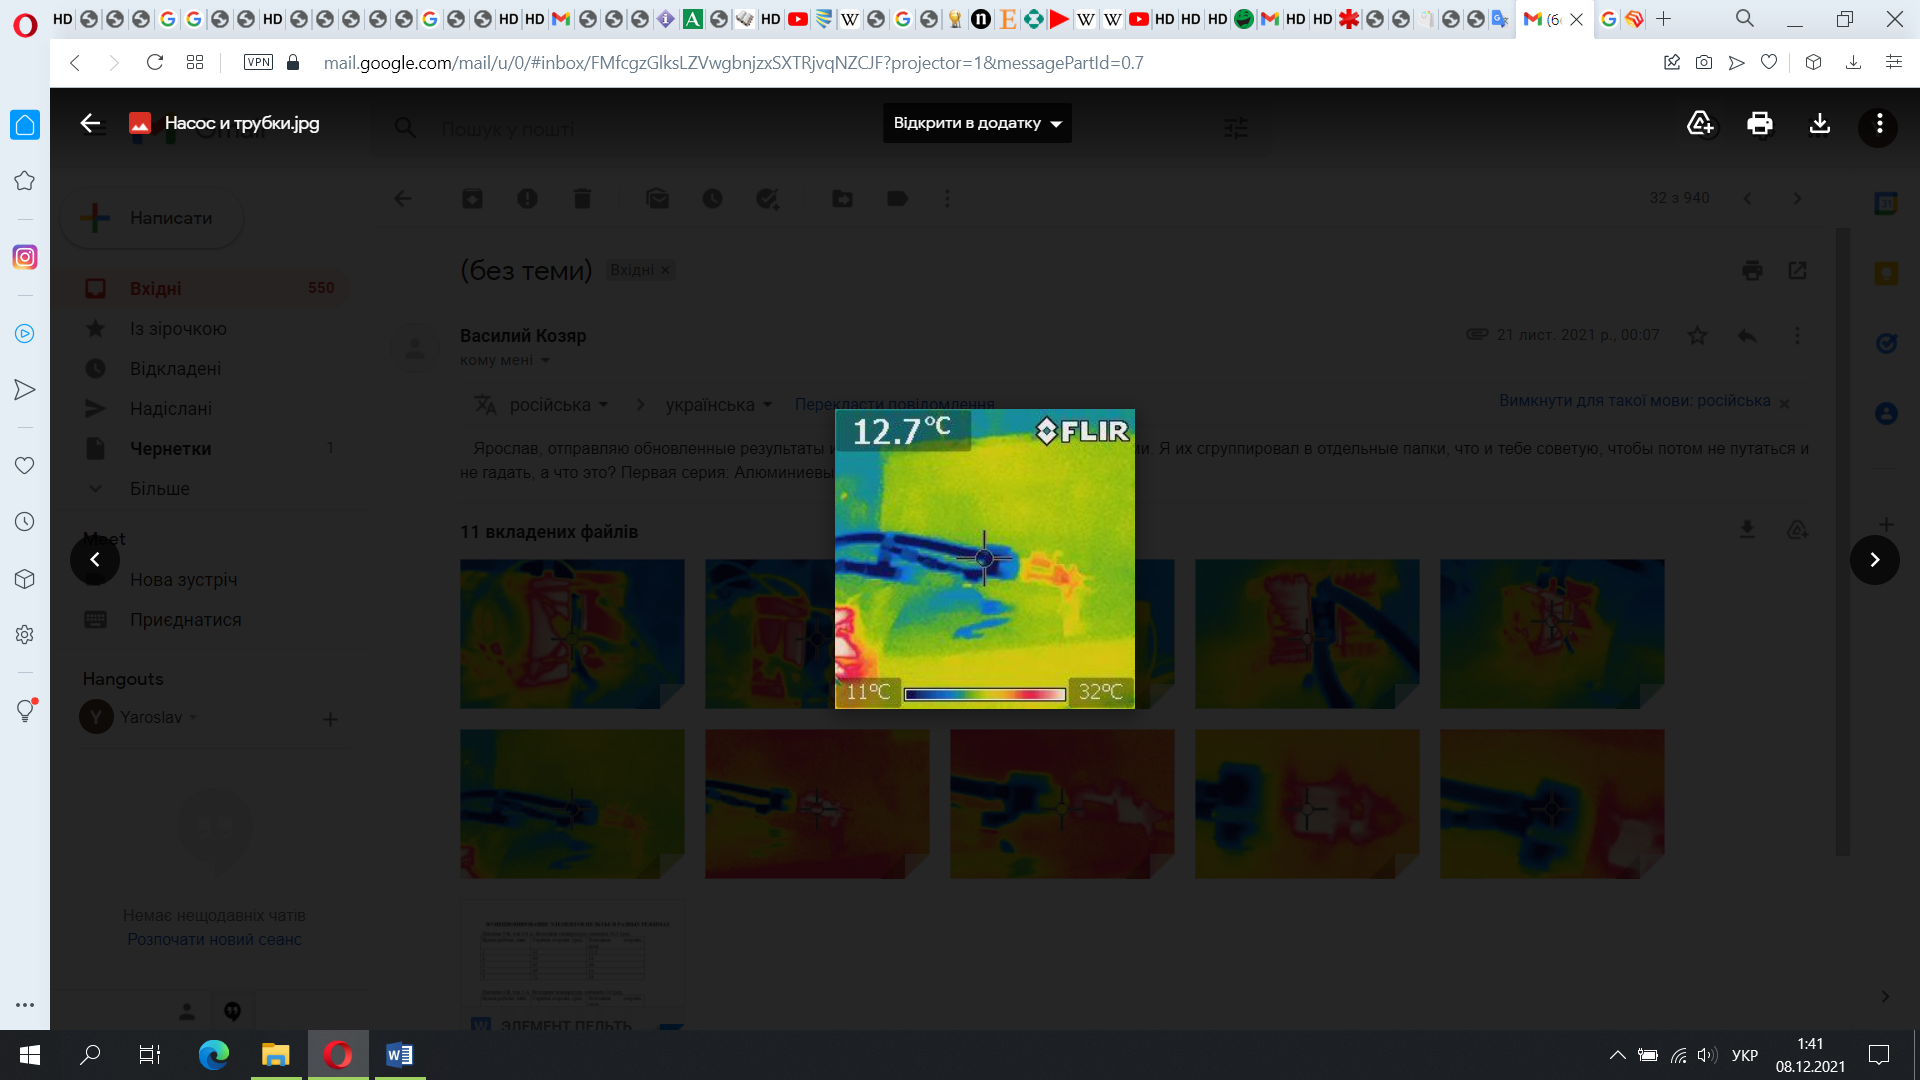 HD HD HD HD HD HD HD HD HD HD (6
VPN
mail.google.com/mail/u/0/#inbox/FMfcgzGlksLZVwgbnjzxSXTRjvqNZCJF?projector=1&messagePartId=0.7
Насос и трубки.jpg
Пошук у пошті
Відкрити в додатку
Написати
32 з 940
(без теми)
Вхідні ×
Вхідні 550
Із зірочкою
Відкладені
Надіслані
Чернетки 1
Більше
Василий Козяр
21 лист. 2021 р., 00:07
кому мені
російська
українська
Перекласти повідомлення
Вимкнути для такої мови: російська
Ярослав, отправляю обновленные результаты
Я их сгруппировал в отдельные папки, что и тебе советую, чтобы потом не путаться и
не гадать, а что это? Первая серия:
12.7°C
FLIR
11°C
32°C
11 вкладених файлів
Meet
Нова зустріч
Приєднатися
Hangouts
Y Yaroslav
Немає нещодавніх чатів
Розпочати новий сеанс
ЭЛЕМЕНТ ПЕЛЬТЬ
УКР
1:41
08.12.2021